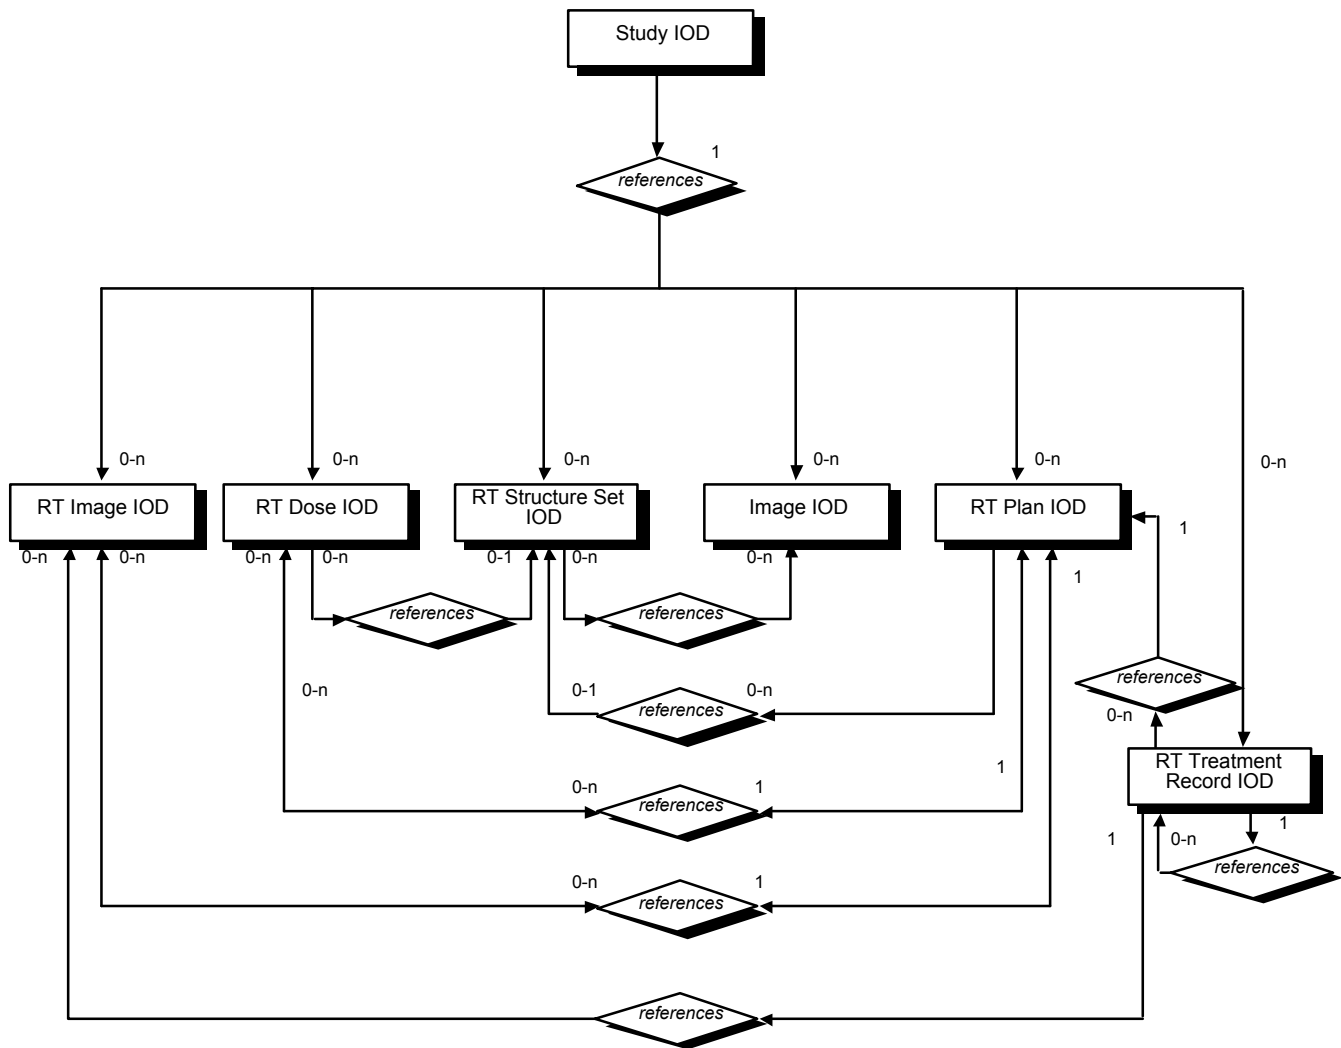 Study IOD
1
references
0-n
0-n
0-n
0-n
0-n
0-n
RT Image IOD
RT Dose IOD
RT Structure Set
IOD
Image IOD
RT Plan IOD
1
0-n
0-n
0-n
0-n
0-1
0-n
0-n
1
references
references
references
0-n
0-n
0-1
references
0-n
RT Treatment
Record IOD
0-n
references
1
1
1
0-n
1
references
0-n
references
1
references